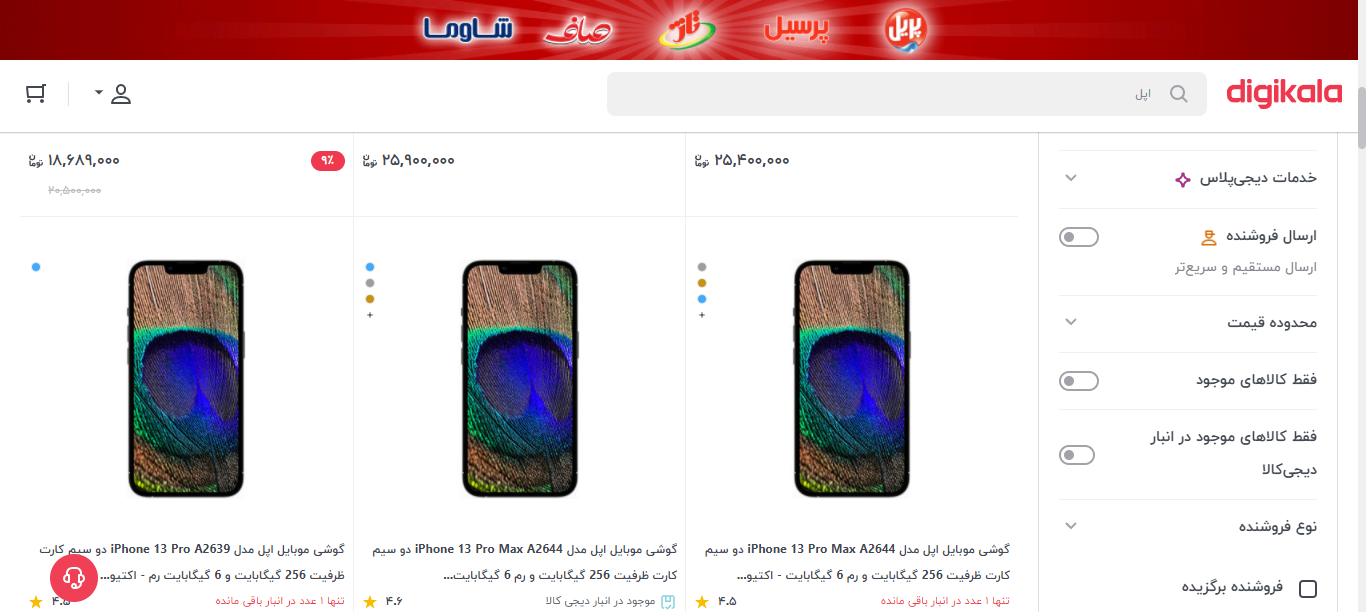 پریل پرسیل تاژ صاف شاوما
digikala
اپل
۲۵,۴۰۰,۰۰۰ تومان
۲۵,۹۰۰,۰۰۰ تومان
۹٪ ۱۸,۶۸۹,۰۰۰ تومان
۲۰,۵۰۰,۰۰۰
خدمات دیجی‌پلاس
ارسال فروشنده
ارسال مستقیم و سریع‌تر
محدوده قیمت
فقط کالاهای موجود
فقط کالاهای موجود در انبار
دیجی‌کالا
نوع فروشنده
فروشنده برگزیده
+
گوشی موبایل اپل مدل iPhone 13 Pro Max A2644 دو سیم
کارت ظرفیت 256 گیگابایت و رم 6 گیگابایت - اکتیو...
تنها ۱ عدد در انبار باقی مانده ۴.۵
+
گوشی موبایل اپل مدل iPhone 13 Pro Max A2644 دو سیم
کارت ظرفیت 256 گیگابایت و رم 6 گیگابایت...
موجود در انبار دیجی کالا ۴.۶
گوشی موبایل اپل مدل iPhone 13 Pro A2639 دو سیم‌ کارت
ظرفیت 256 گیگابایت و 6 گیگابایت رم - اکتیو...
تنها ۱ عدد در انبار باقی مانده ۴.۵